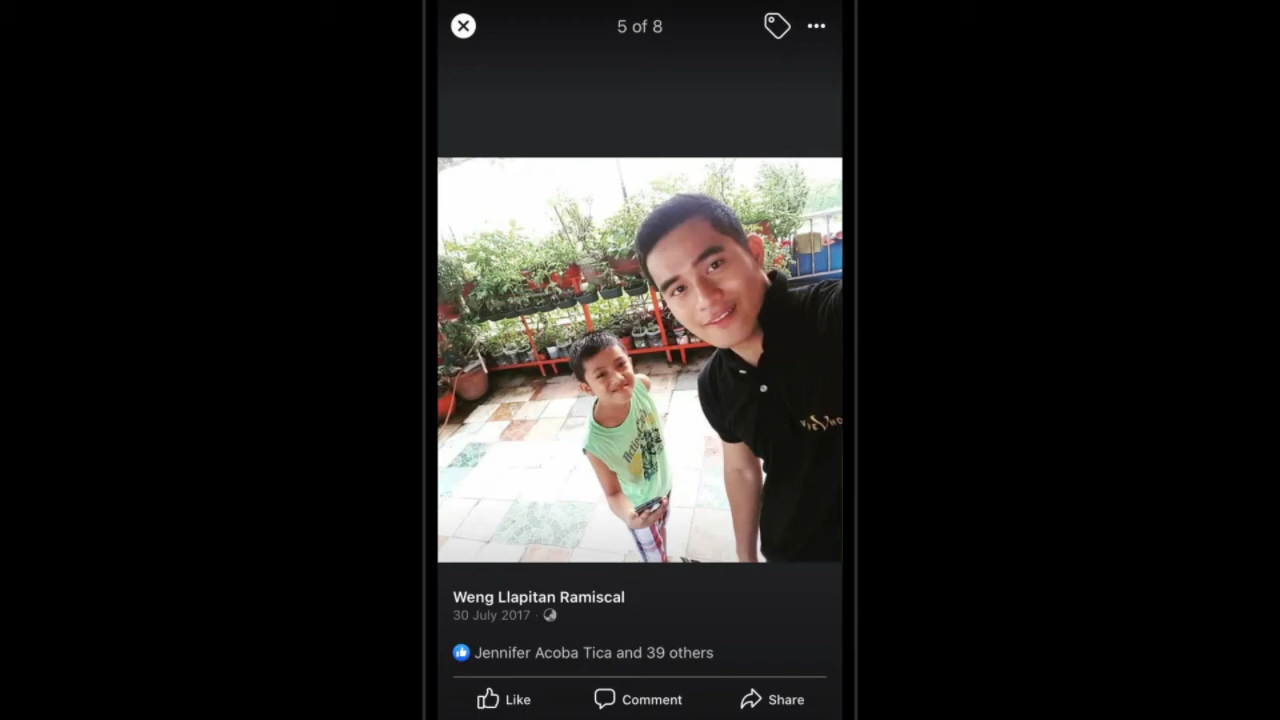 5 of 8
Weng Llapitan Ramiscal
30 July 2017 ·
Jennifer Acoba Tica and 39 others
Like
Comment
Share